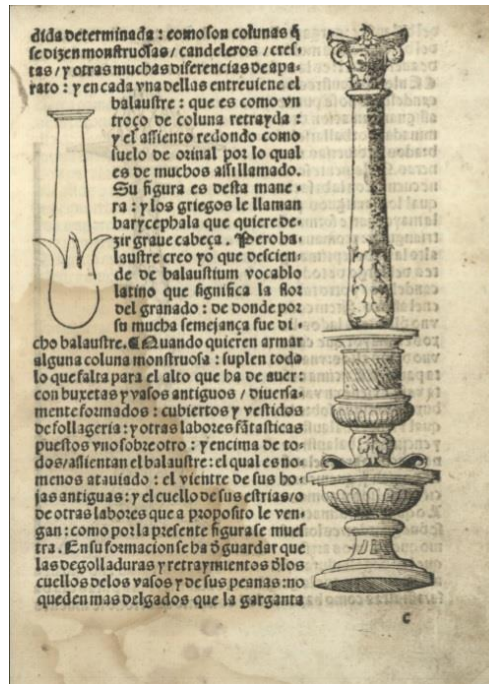 dida determinada : como son colunas q̃
se dizen monstruosas / candeleros / cres-
tas / y otras muchas diferencias de apa-
rato : y en cada vna dellas entreuiene el
balaustre : que es como vn
troço de coluna retrayda :
y el assiento redondo como
suelo de orinal por lo qual
es de muchos assi llamado.
Su figura es desta mane-
ra : y los griegos le llaman
barycephala que quiere de-
zir graue cabeça . Pero ba-
laustre creo yo que descien-
de de balaustium vocablo
latino que significa la flor
del granado : de donde por
su mucha semejança fue di-
cho balaustre. ¶ Quando quieren armar
alguna coluna monstruosa : suplen todo
lo que falta para el alto que ha de auer :
con buxetas y vasos antiguos / diuersa-
mente formados : cubiertos y vestidos
de follageria : y otras labores fãtasticas
puestos vno sobre otro : y encima de to-
dos / assientan el balaustre : el qual es no
menos atauiado : el vientre de sus ho-
jas antiguas : y el cuello de sus estrias / o
de otras labores que a proposito le ven-
gan : como por la presente figura se mues
tra . En su formacion se ha đ guardar que
las degolladuras y retraymientos đlos
cuellos delos vasos y de sus peanas : no
queden mas delgados que la garganta
c